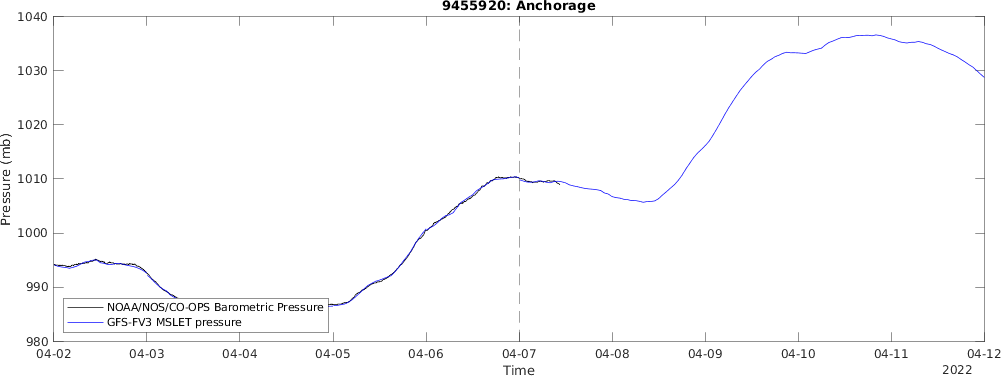 9455920: Anchorage
1040
1030
1020
1010
1000
990
980
Pressure (mb)
NOAA/NOS/CO-OPS Barometric Pressure
GFS-FV3 MSLET pressure
04-02 04-03 04-04 04-05 04-06 04-07 04-08 04-09 04-10 04-11 04-12
Time
2022